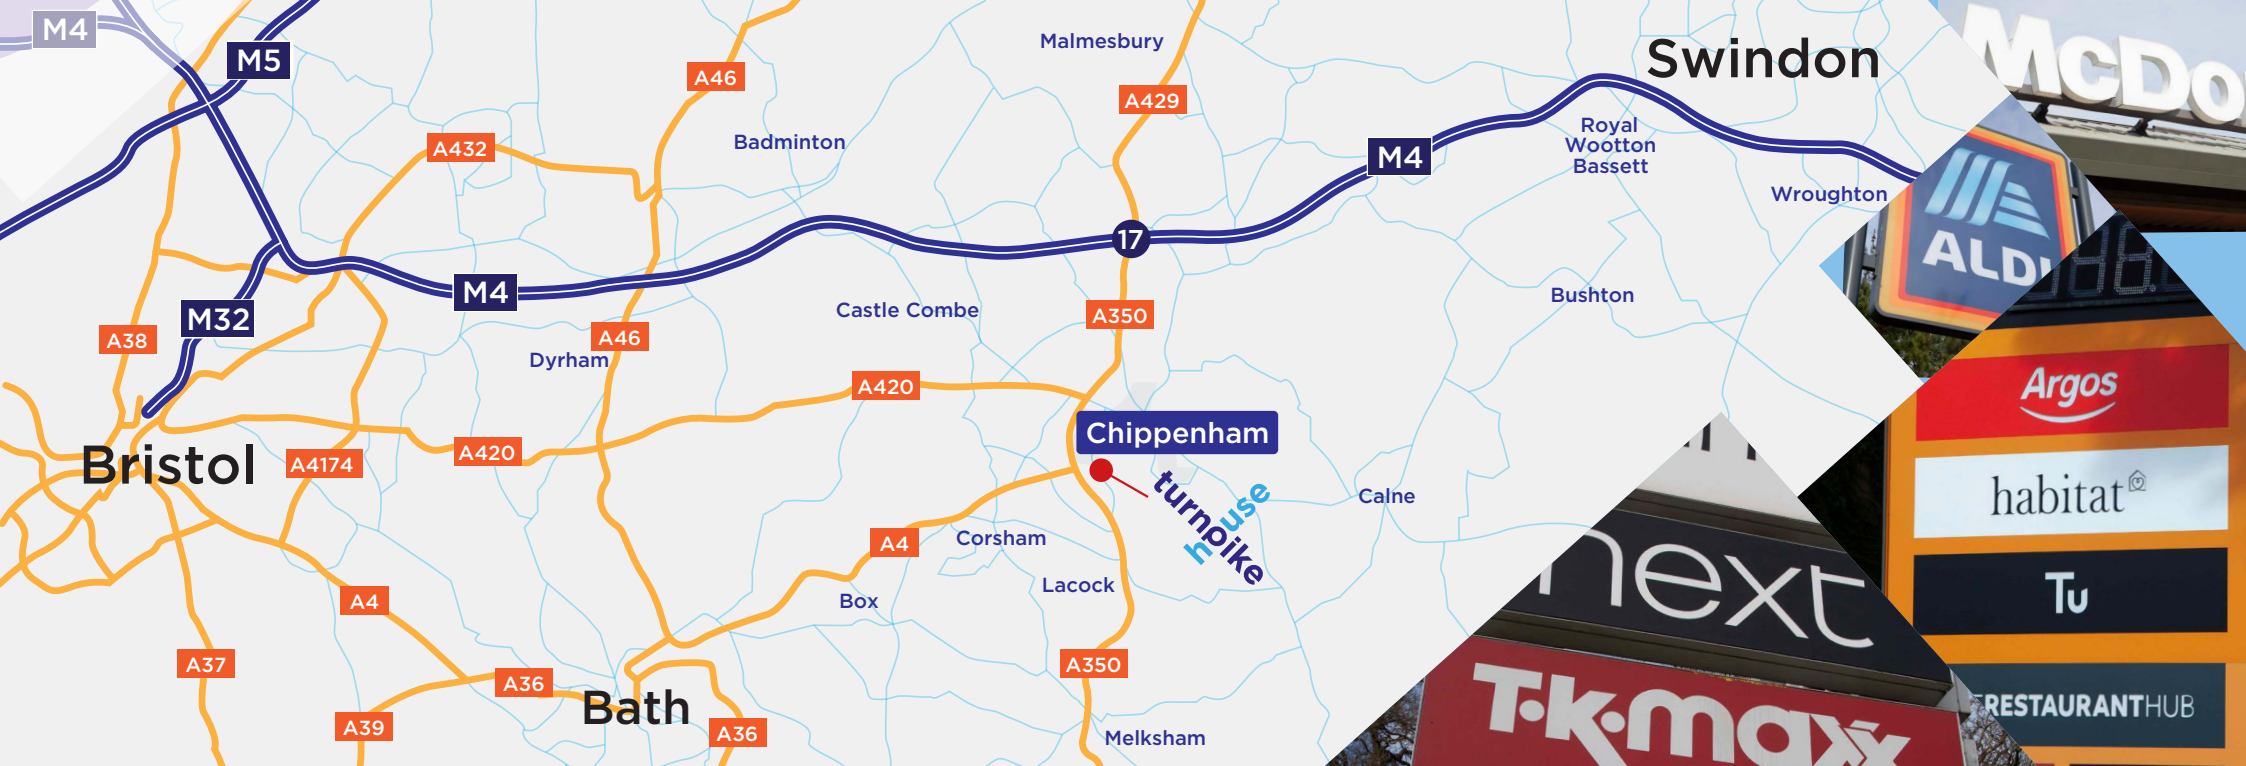 M4
M5
A46
Malmesbury
A429
Swindon
McDo
A432
Badminton
M4
Royal
Wootton
Bassett
Wroughton
ALDI
17
M4
M32
A38
A46
Dyrham
Castle Combe
A350
Bushton
A420
Argos
Chippenham
Bristol
A4174
A420
turnpike
house
Calne
habitat
A4
Corsham
next
Tu
A4
Box
Lacock
A37
A36
Bath
A350
TK maxx
RESTAURANTHUB
A39
A36
Melksham